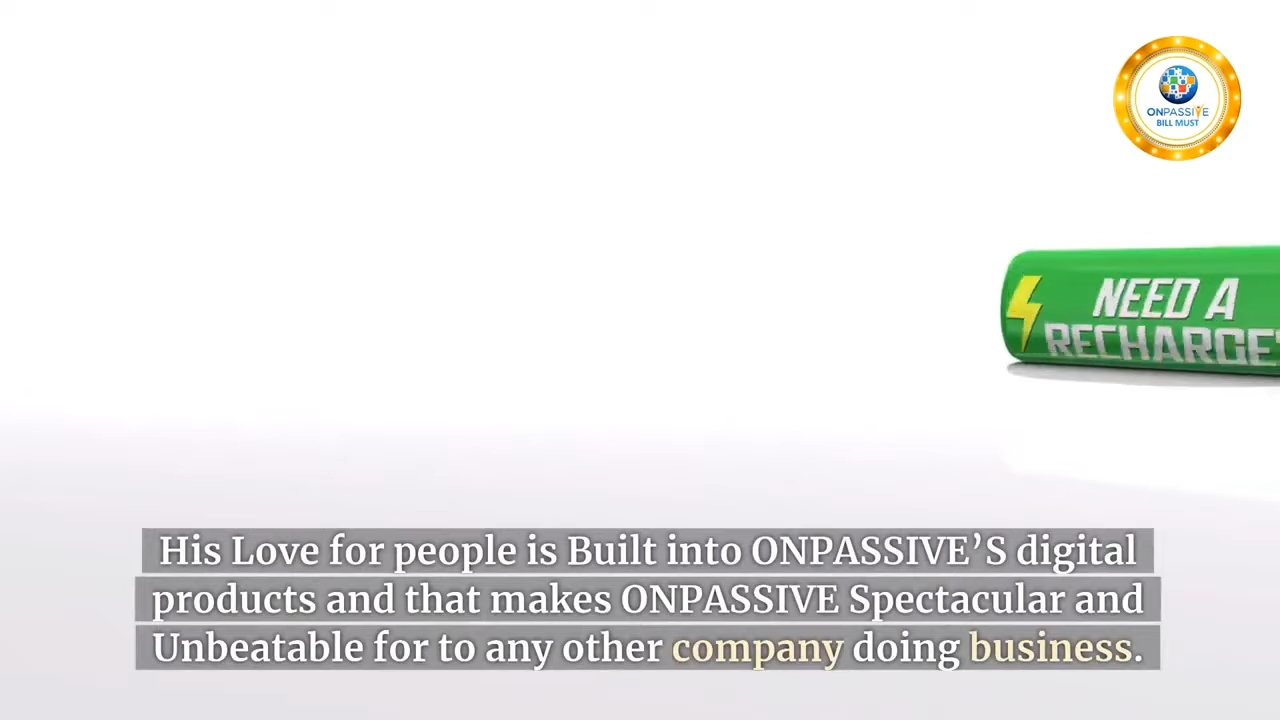 ONPASSIVE
BILL MUST
NEED A
RECHARGE
His Love for people is Built into ONPASSIVE’S digital
products and that makes ONPASSIVE Spectacular and
Unbeatable for to any other company doing business.